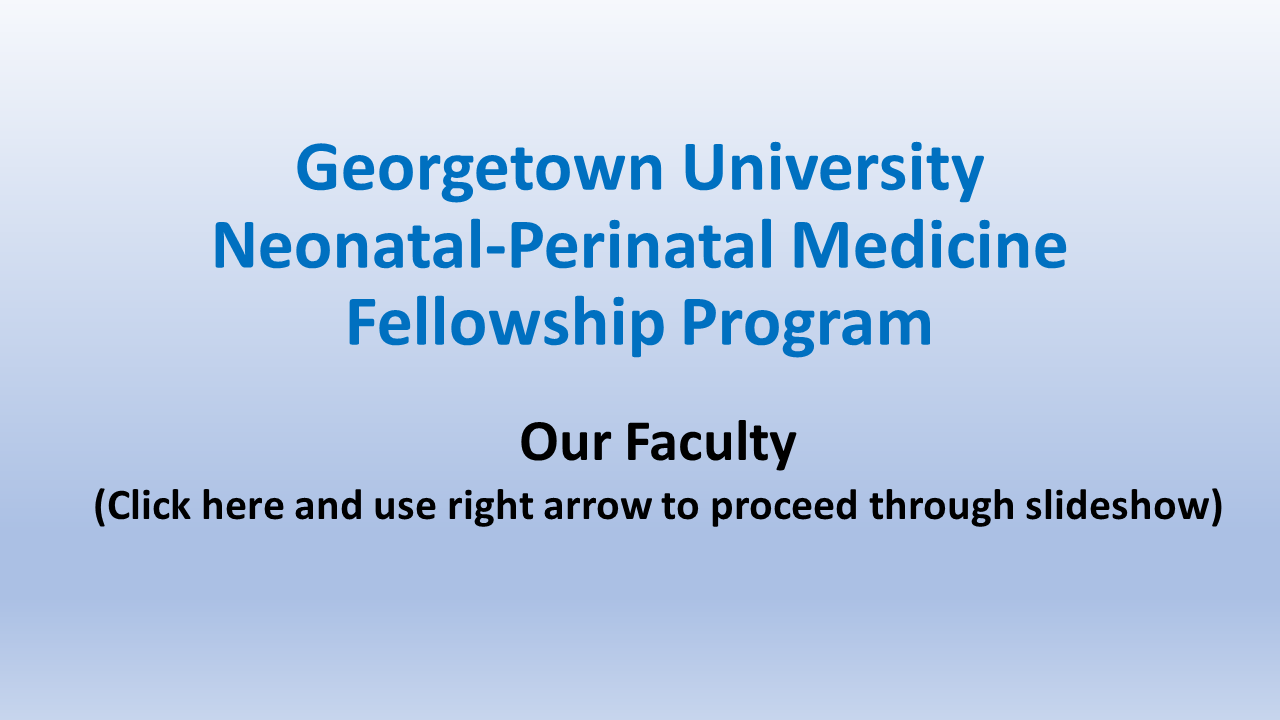 Georgetown University
Neonatal-Perinatal Medicine
Fellowship Program
Our Faculty
(Click here and use right arrow to proceed through slideshow)